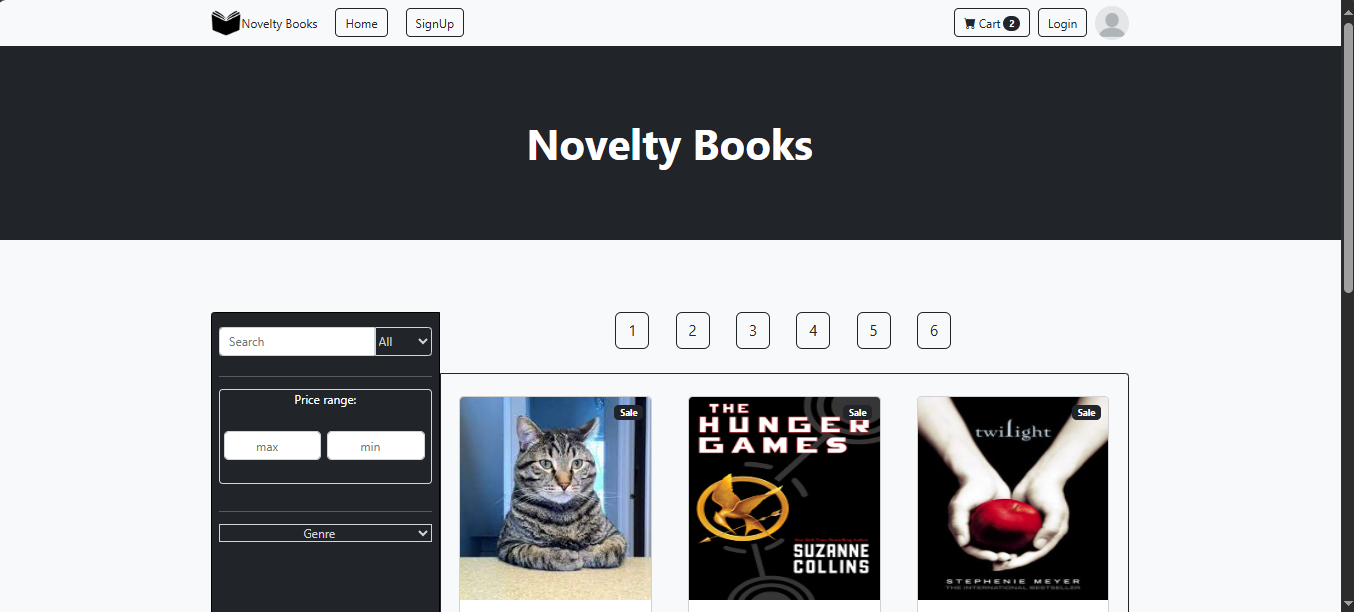 Novelty Books Home SignUp Cart 2 Login
Novelty Books
1 2 3 4 5 6
Search All
Price range:
max min
Genre
Sale
Sale
THE
HUNGER
GAMES
SUZANNE
COLLINS
Sale
twilight
STEPHENIE MEYER
THE INTERNATIONAL BESTSELLER